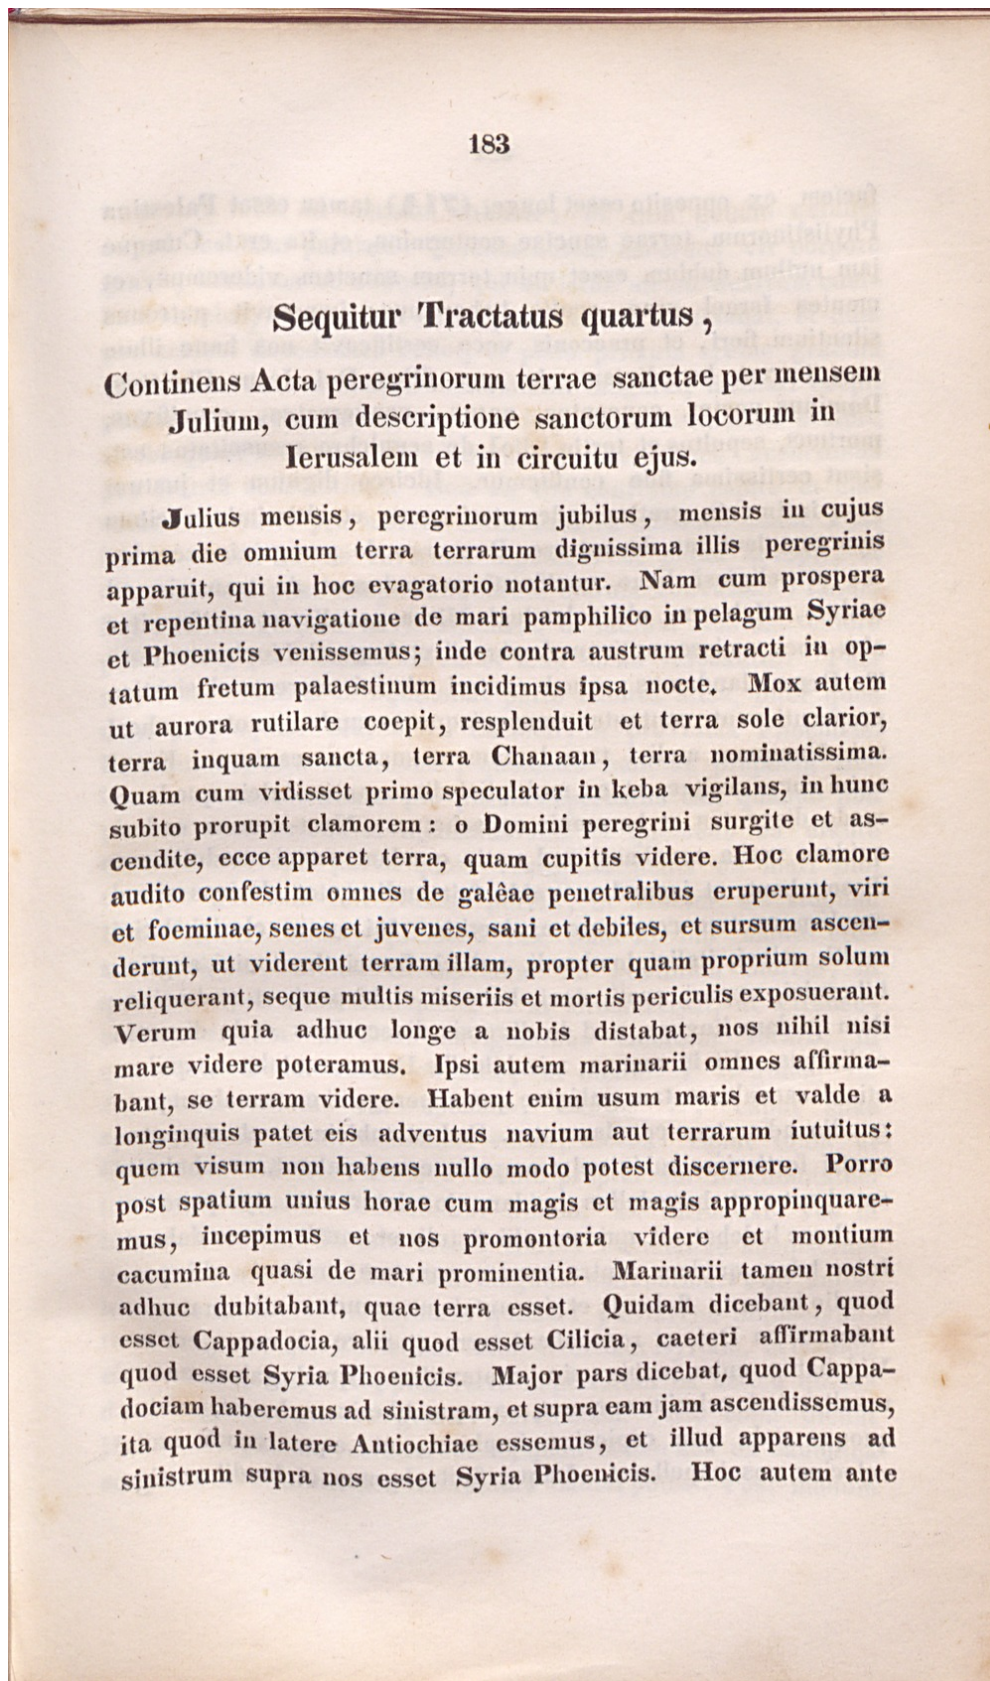 183
Sequitur Tractatus quartus,
Continens Acta peregrinorum terrae sanctae per mensem
Julium, cum descriptione sanctorum locorum in
Ierusalem et in circuitu ejus.
Julius mensis, peregrinorum jubilus, mensis in cujus
prima die omnium terra terrarum dignissima illis peregrinis
apparuit, qui in hoc evagatorio notantur. Nam cum prospera
et repentina navigatione de mari pamphilico in pelagum Syriae
et Phoenicis venissemus; inde contra austrum retracti in op-
tatum fretum palaestinum incidimus ipsa nocte. Mox autem
ut aurora rutilare coepit, resplenduit et terra sole clarior,
terra inquam sancta, terra Chanaan, terra nominatissima.
Quam cum vidisset primo speculator in keba vigilans, in hunc
subito prorupit clamorem: o Domini peregrini surgite et as-
cendite, ecce apparet terra, quam cupitis videre. Hoc clamore
audito confestim omnes de galêae penetralibus eruperunt, viri
et foeminae, senes et juvenes, sani et debiles, et sursum ascen-
derunt, ut viderent terram illam, propter quam proprium solum
reliquerant, seque multis miseriis et mortis periculis exposuerant.
Verum quia adhuc longe a nobis distabat, nos nihil nisi
mare videre poteramus. Ipsi autem marinarii omnes affirma-
bant, se terram videre. Habent enim usum maris et valde a
longinquis patet eis adventus navium aut terrarum iutuitus:
quem visum non habens nullo modo potest discernere. Porro
post spatium unius horae cum magis et magis appropinquare-
mus, incepimus et nos promontoria videre et montium
cacumina quasi de mari prominentia. Marinarii tamen nostri
adhuc dubitabant, quae terra esset. Quidam dicebant, quod
esset Cappadocia, alii quod esset Cilicia, caeteri affirmabant
quod esset Syria Phoenicis. Major pars dicebat, quod Cappa-
dociam haberemus ad sinistram, et supra eam jam ascendissemus,
ita quod in latere Antiochiae essemus, et illud apparens ad
sinistrum supra nos esset Syria Phoenicis. Hoc autem ante